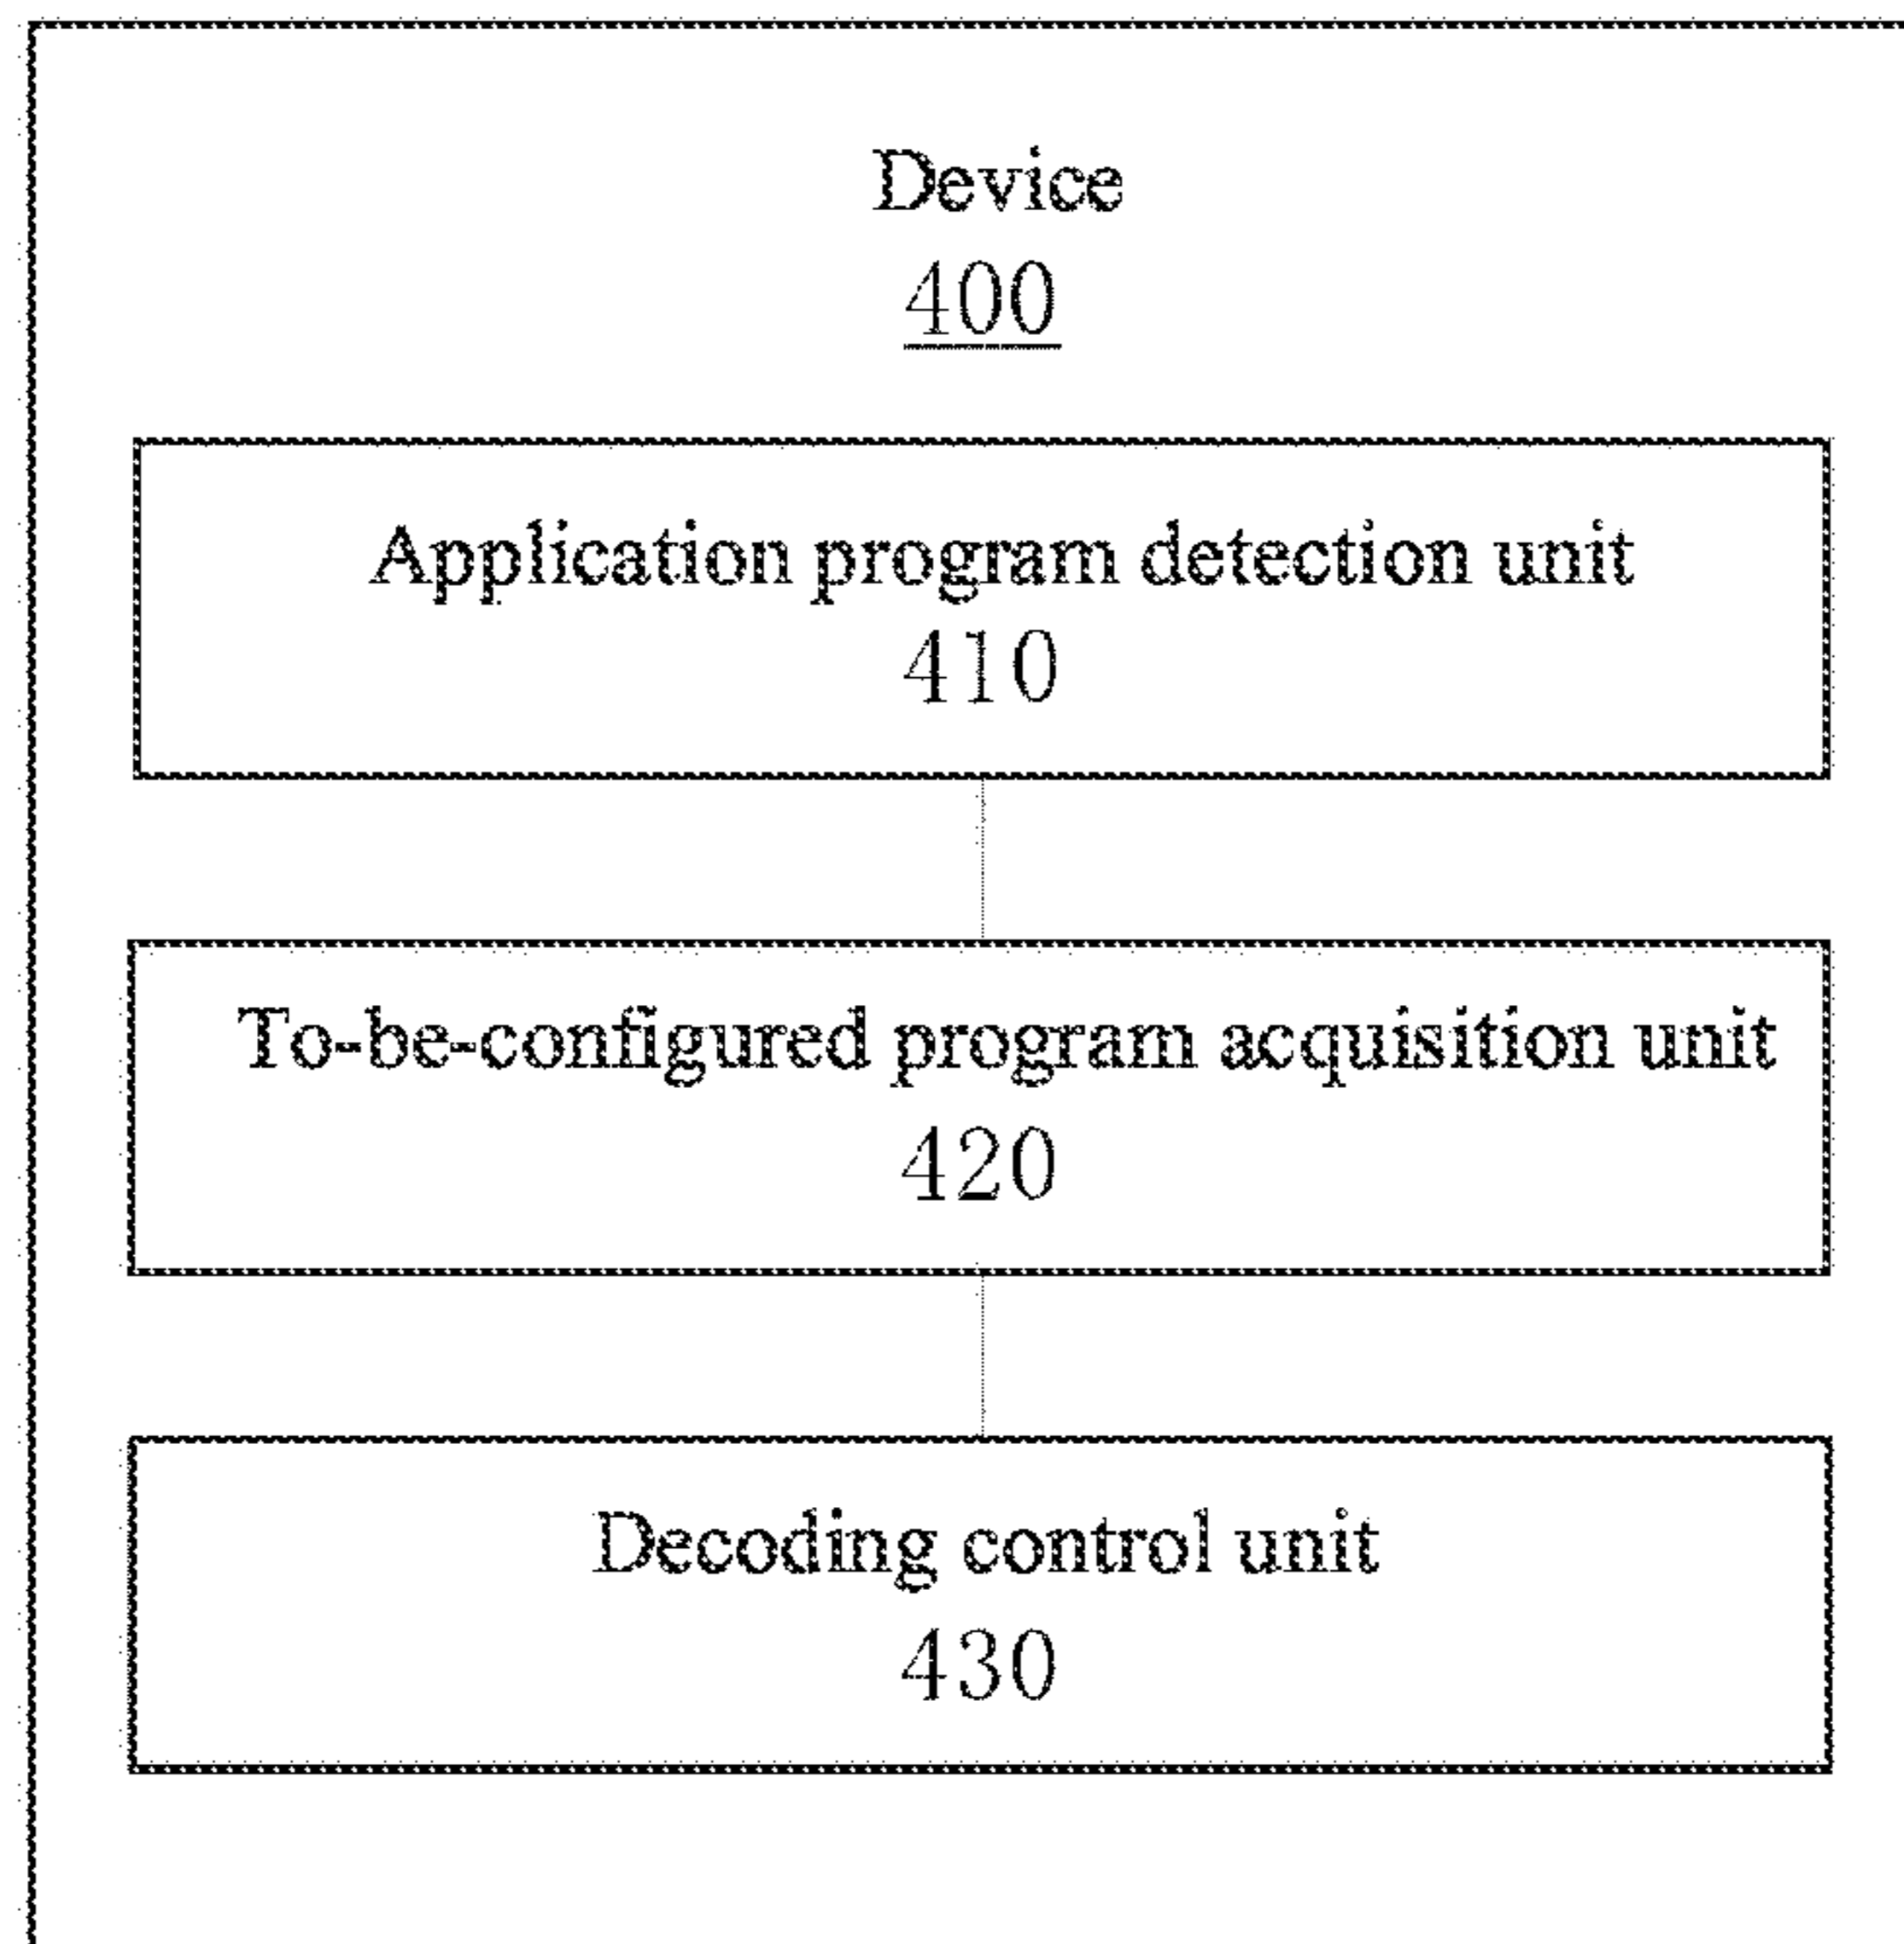 Device
400
Application program detection unit
410
To-be-configured program acquisition unit
420
Decoding control unit
430